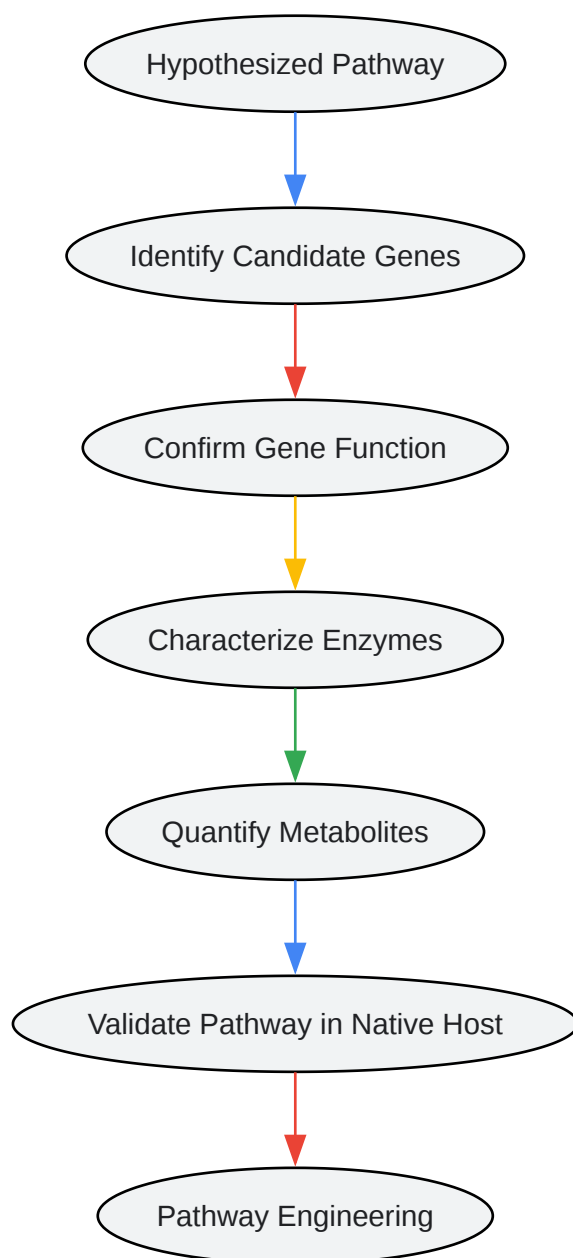 Hypothesized Pathway
Identify Candidate Genes
Confirm Gene Function
Characterize Enzymes
Quantify Metabolites
Validate Pathway in Native Host
Pathway Engineering